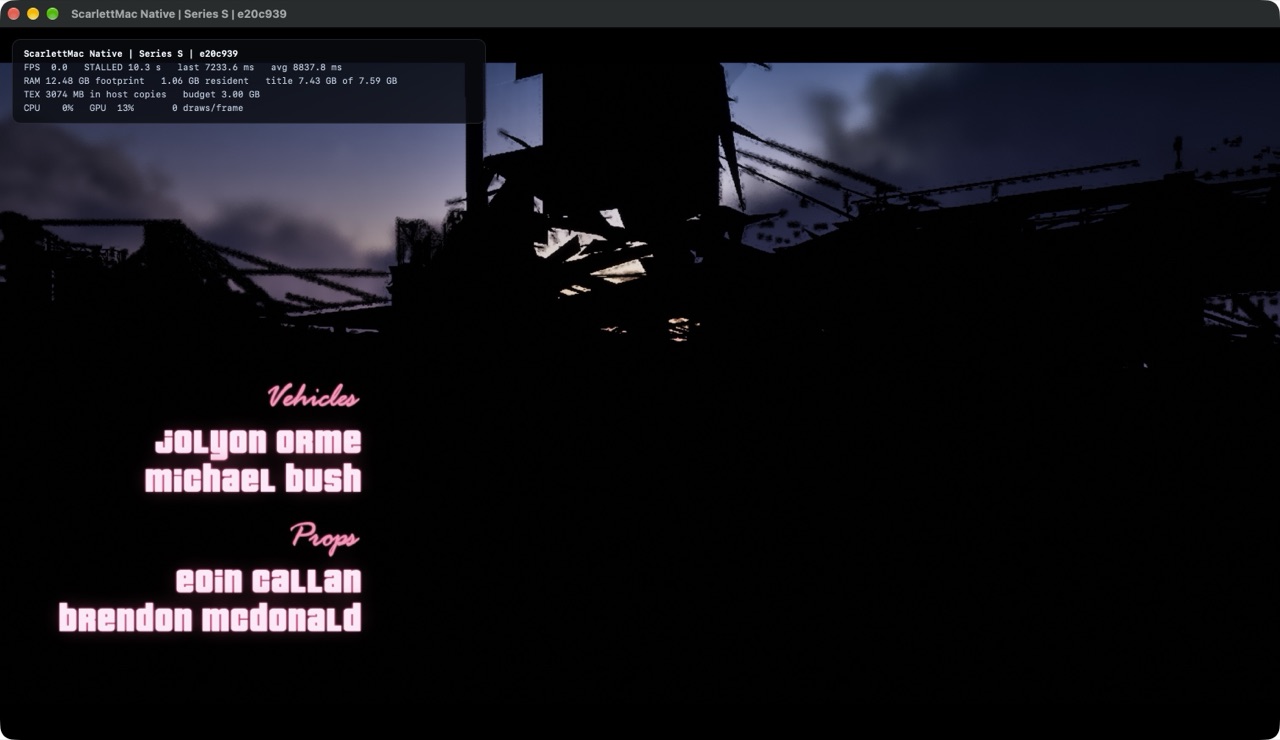 ScarlettMac Native | Series S | e20c939
ScarlettMac Native | Series S | e20c939
FPS 0.0 STALLED 10.3 s last 7233.6 ms avg 8837.8 ms
RAM 12.48 GB footprint 1.06 GB resident title 7.43 GB of 7.59 GB
TEX 3074 MB in host copies budget 3.00 GB
CPU 0% GPU 13% 0 draws/frame
Vehicles
JOLYON ORME
MICHAEL BUSH
Props
EOIN CALLAN
BRENDON MCDONALD